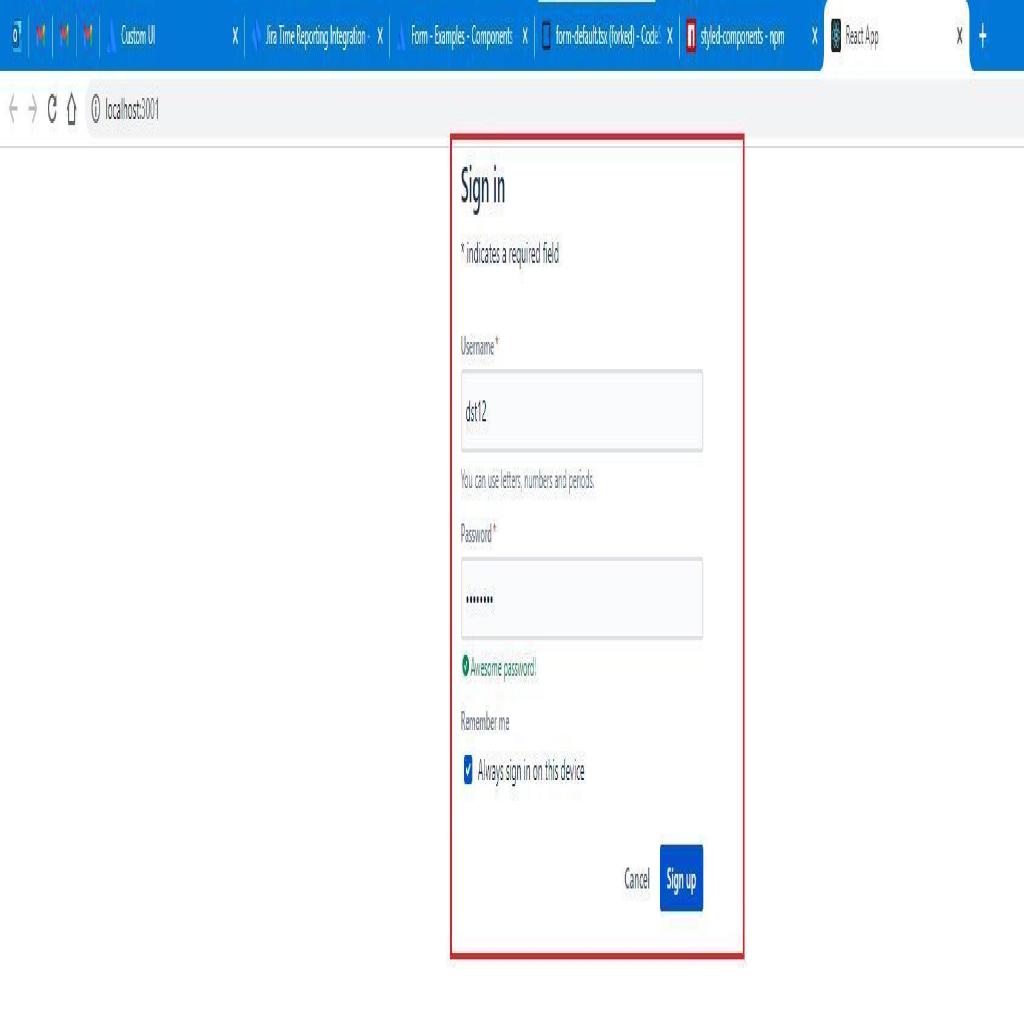 Custom UI
Jira Time Reporting Integration -
Form - Examples - Components
form-default.tsx (forked) - Code
styled-components - npm
React App
localhost:3001
Sign in
* indicates a required field
Username*
dst12
You can use letters, numbers and periods.
Password*
••••••••
Awesome password!
Remember me
Always sign in on this device
Cancel
Sign up